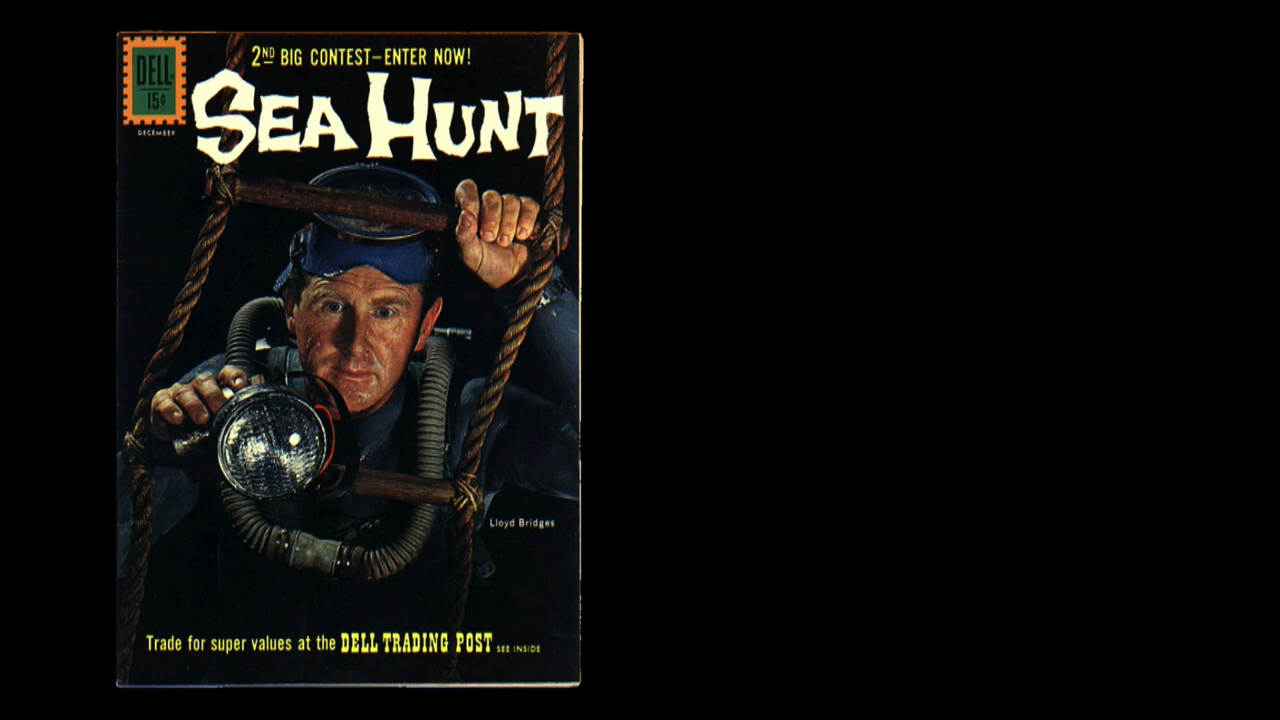 2ND BIG CONTEST—ENTER NOW!
DELL
15¢
DECEMBER
SEA HUNT
Lloyd Bridges
Trade for super values at the DELL TRADING POST SEE INSIDE